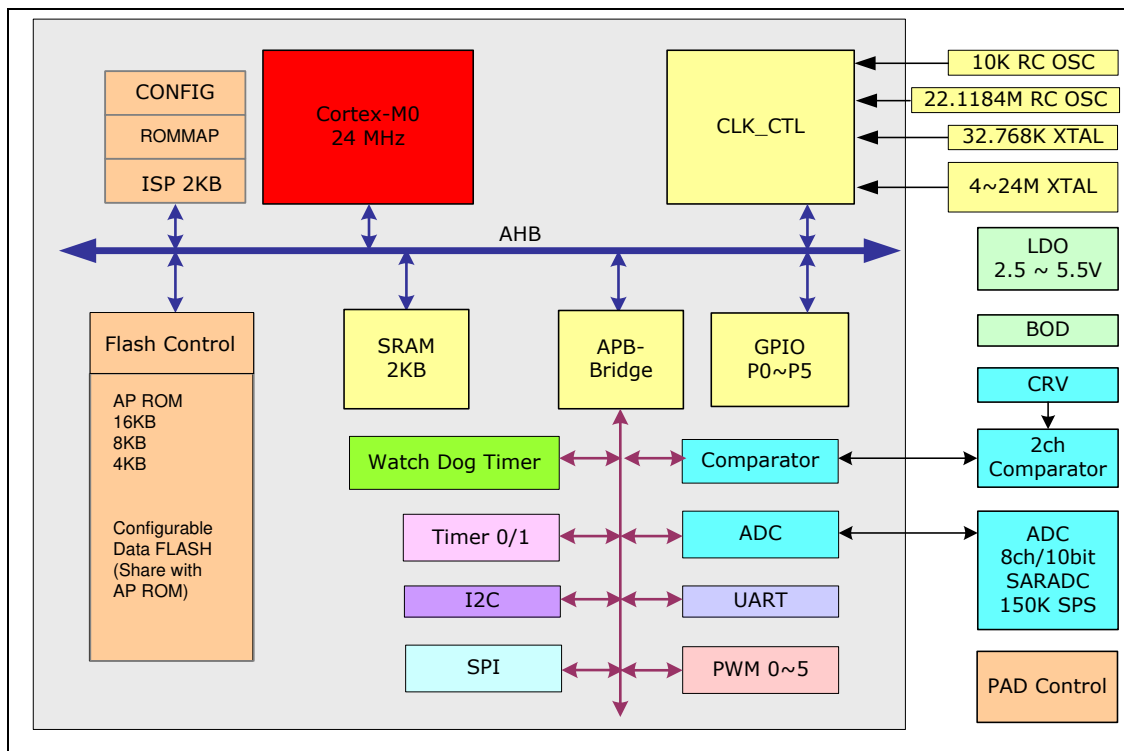 CONFIG
ROMMAP
ISP 2KB
Cortex-M0
24 MHz
CLK_CTL
10K RC OSC
22.1184M RC OSC
32.768K XTAL
4~24M XTAL
AHB
LDO
2.5 ~ 5.5V
BOD
Flash Control
AP ROM
16KB
8KB
4KB
Configurable
Data FLASH
(Share with
AP ROM)
SRAM
2KB
APB-
Bridge
GPIO
P0~P5
CRV
Watch Dog Timer
Comparator
2ch
Comparator
Timer 0/1
ADC
ADC
8ch/10bit
SARADC
150K SPS
I2C
UART
SPI
PWM 0~5
PAD Control